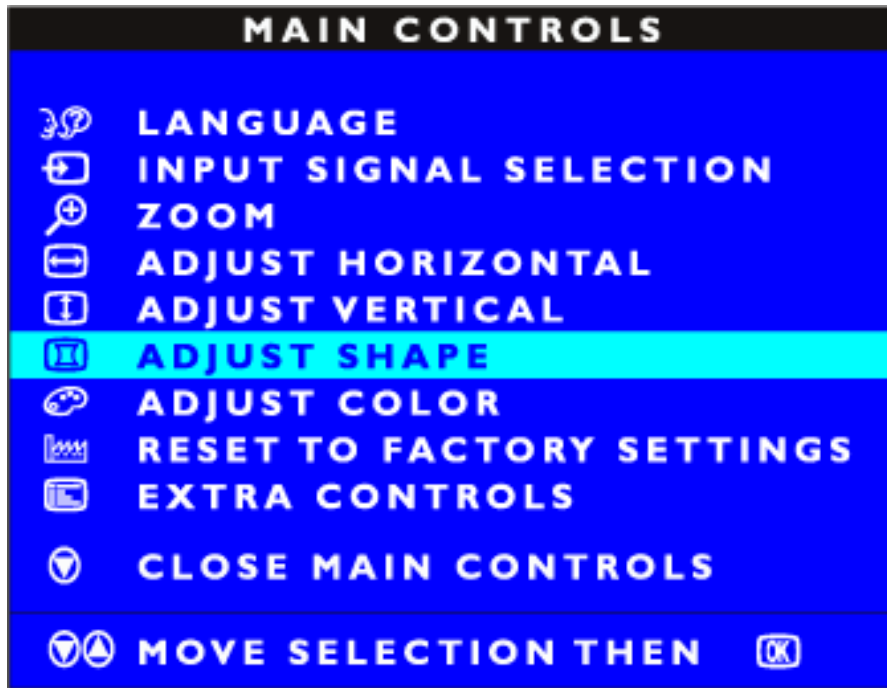 MAIN CONTROLS
LANGUAGE
INPUT SIGNAL SELECTION
ZOOM
ADJUST HORIZONTAL
ADJUST VERTICAL
ADJUST SHAPE
ADJUST COLOR
RESET TO FACTORY SETTINGS
EXTRA CONTROLS
CLOSE MAIN CONTROLS
MOVE SELECTION THEN OK